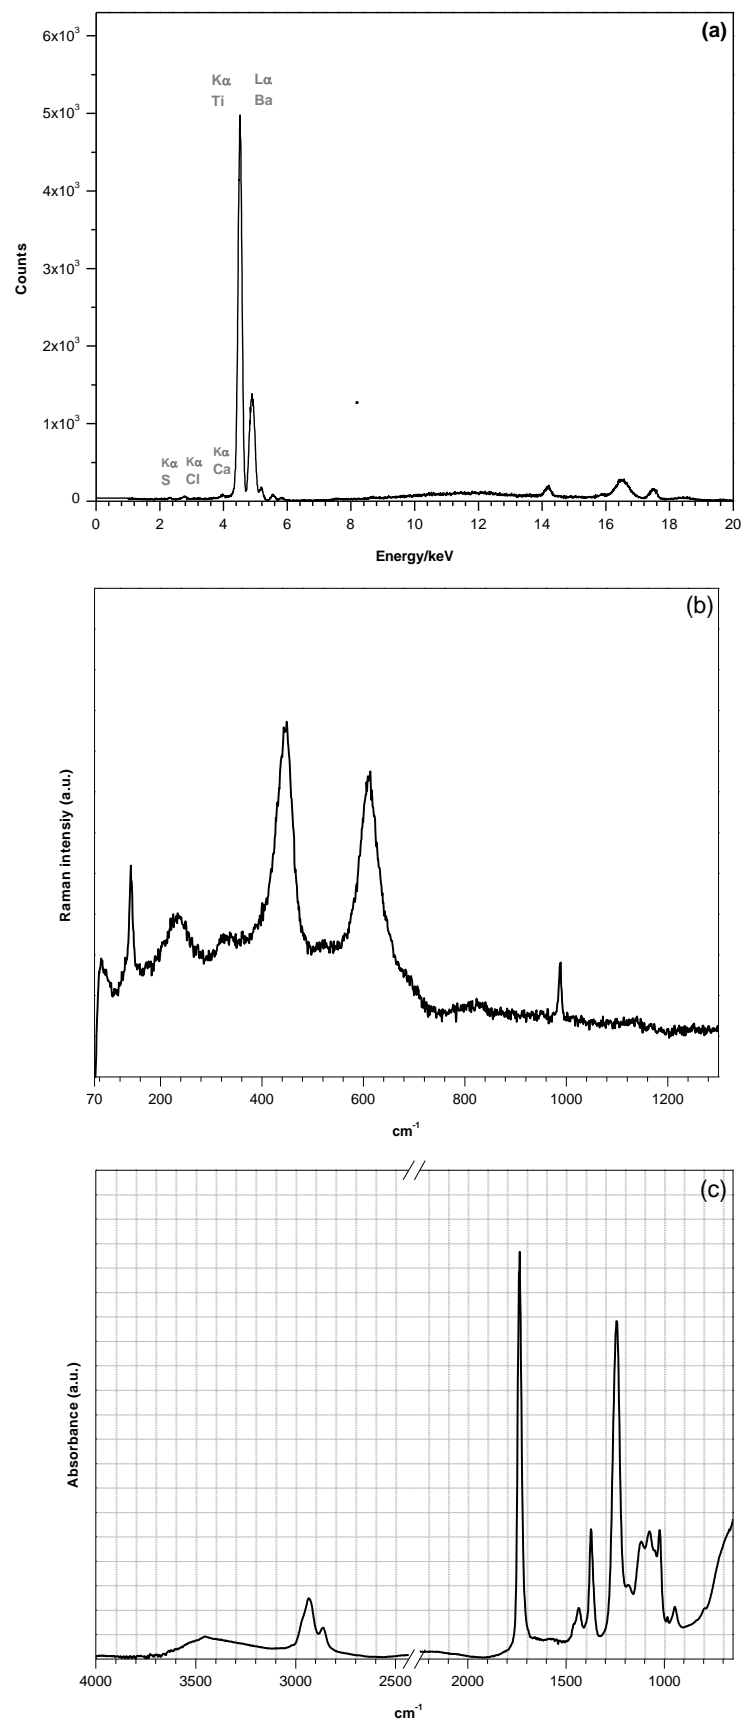 (a)
6x10³
5x10³
4x10³
3x10³
2x10³
1x10³
0
Counts
Kα Lα
Ti Ba
Kα Kα Kα
S Cl Ca
0 2 4 6 8 10 12 14 16 18 20
Energy/keV
(b)
Raman intensiy (a.u.)
70 200 400 600 800 1000 1200
cm⁻¹
(c)
Absorbance (a.u.)
4000 3500 3000 2500 2000 1500 1000
cm⁻¹